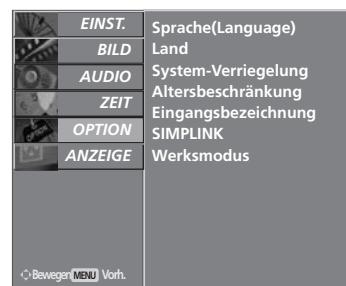 EINST.
BILD
AUDIO
ZEIT
OPTION
ANZEIGE
Sprache(Language)
Land
System-Verriegelung
Altersbeschränkung
Eingangsbezeichnung
SIMPLINK
Werksmodus
Bewegen MENU Vorh.